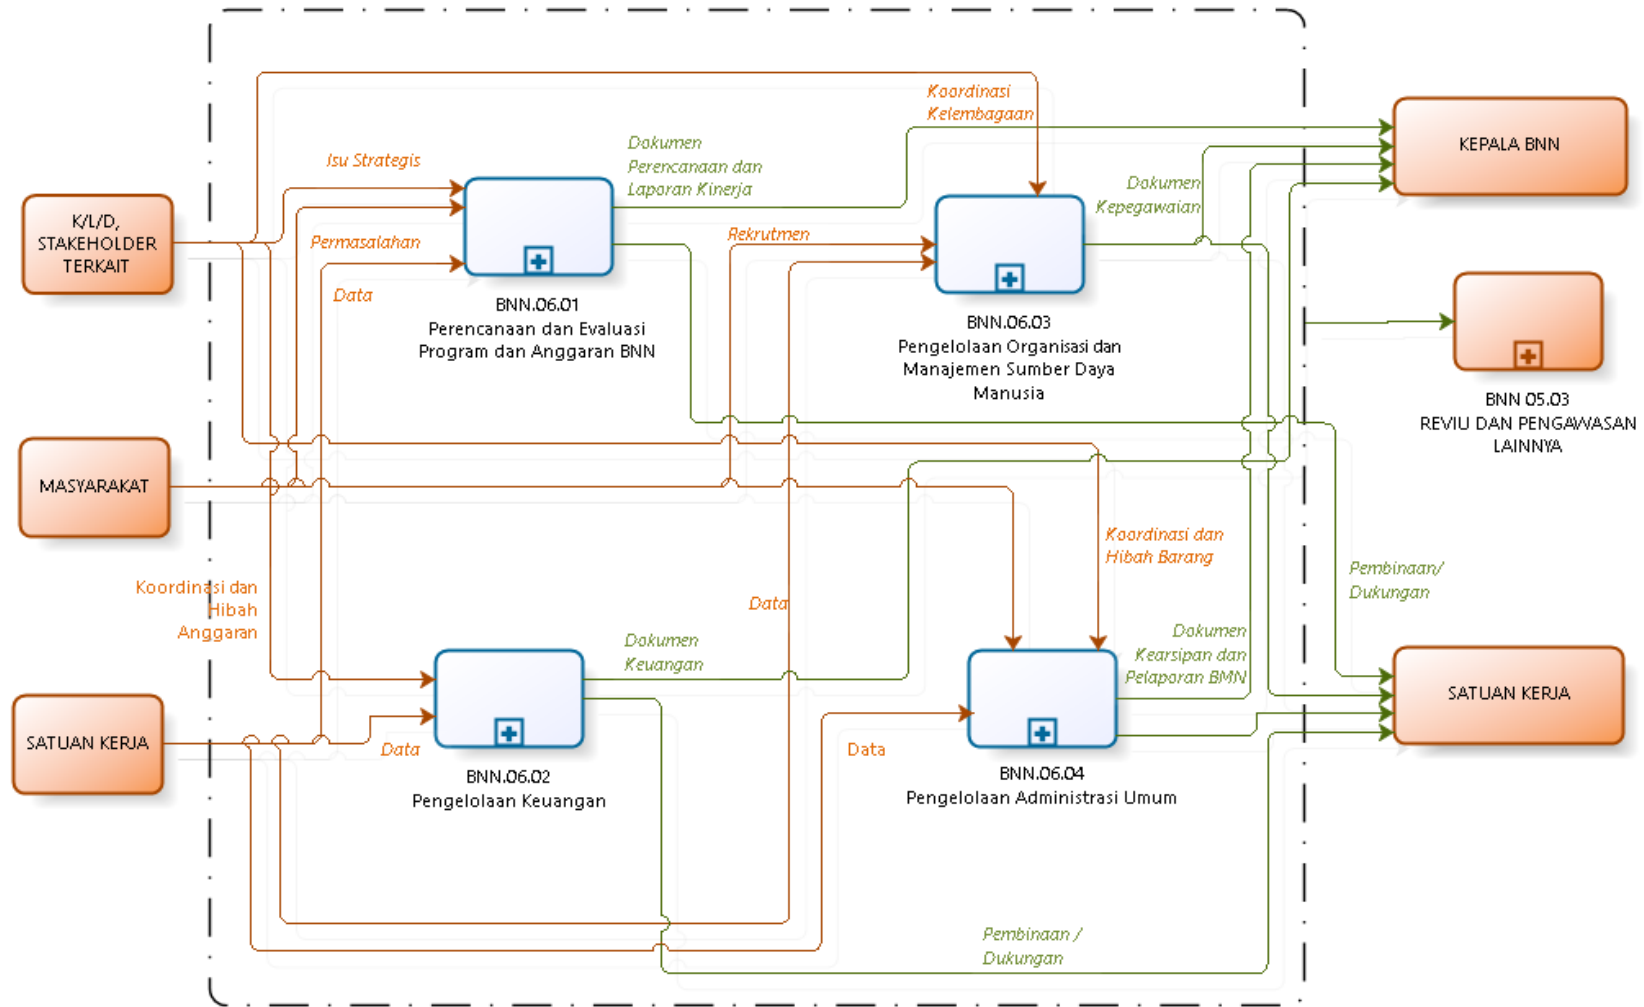 Koordinasi
Kelembagaan
Isu Strategis
Dokumen
Perencanaan dan
Laporan Kinerja
KEPALA BNN
K/L/D,
STAKEHOLDER
TERKAIT
Permasalahan
Data
Rekrutmen
Dokumen
Kepegawaian
BNN.06.01
Perencanaan dan Evaluasi
Program dan Anggaran BNN
BNN.06.03
Pengelolaan Organisasi dan
Manajemen Sumber Daya
Manusia
BNN 05.03
REVIU DAN PENGAWASAN
LAINNYA
MASYARAKAT
Koordinasi dan
Hibah Barang
Koordinasi dan
Hibah
Anggaran
Data
Pembinaan/
Dukungan
Dokumen
Keuangan
Dokumen
Kearsipan dan
Pelaporan BMN
SATUAN KERJA
SATUAN KERJA
Data
Data
BNN.06.02
Pengelolaan Keuangan
BNN.06.04
Pengelolaan Administrasi Umum
Pembinaan /
Dukungan